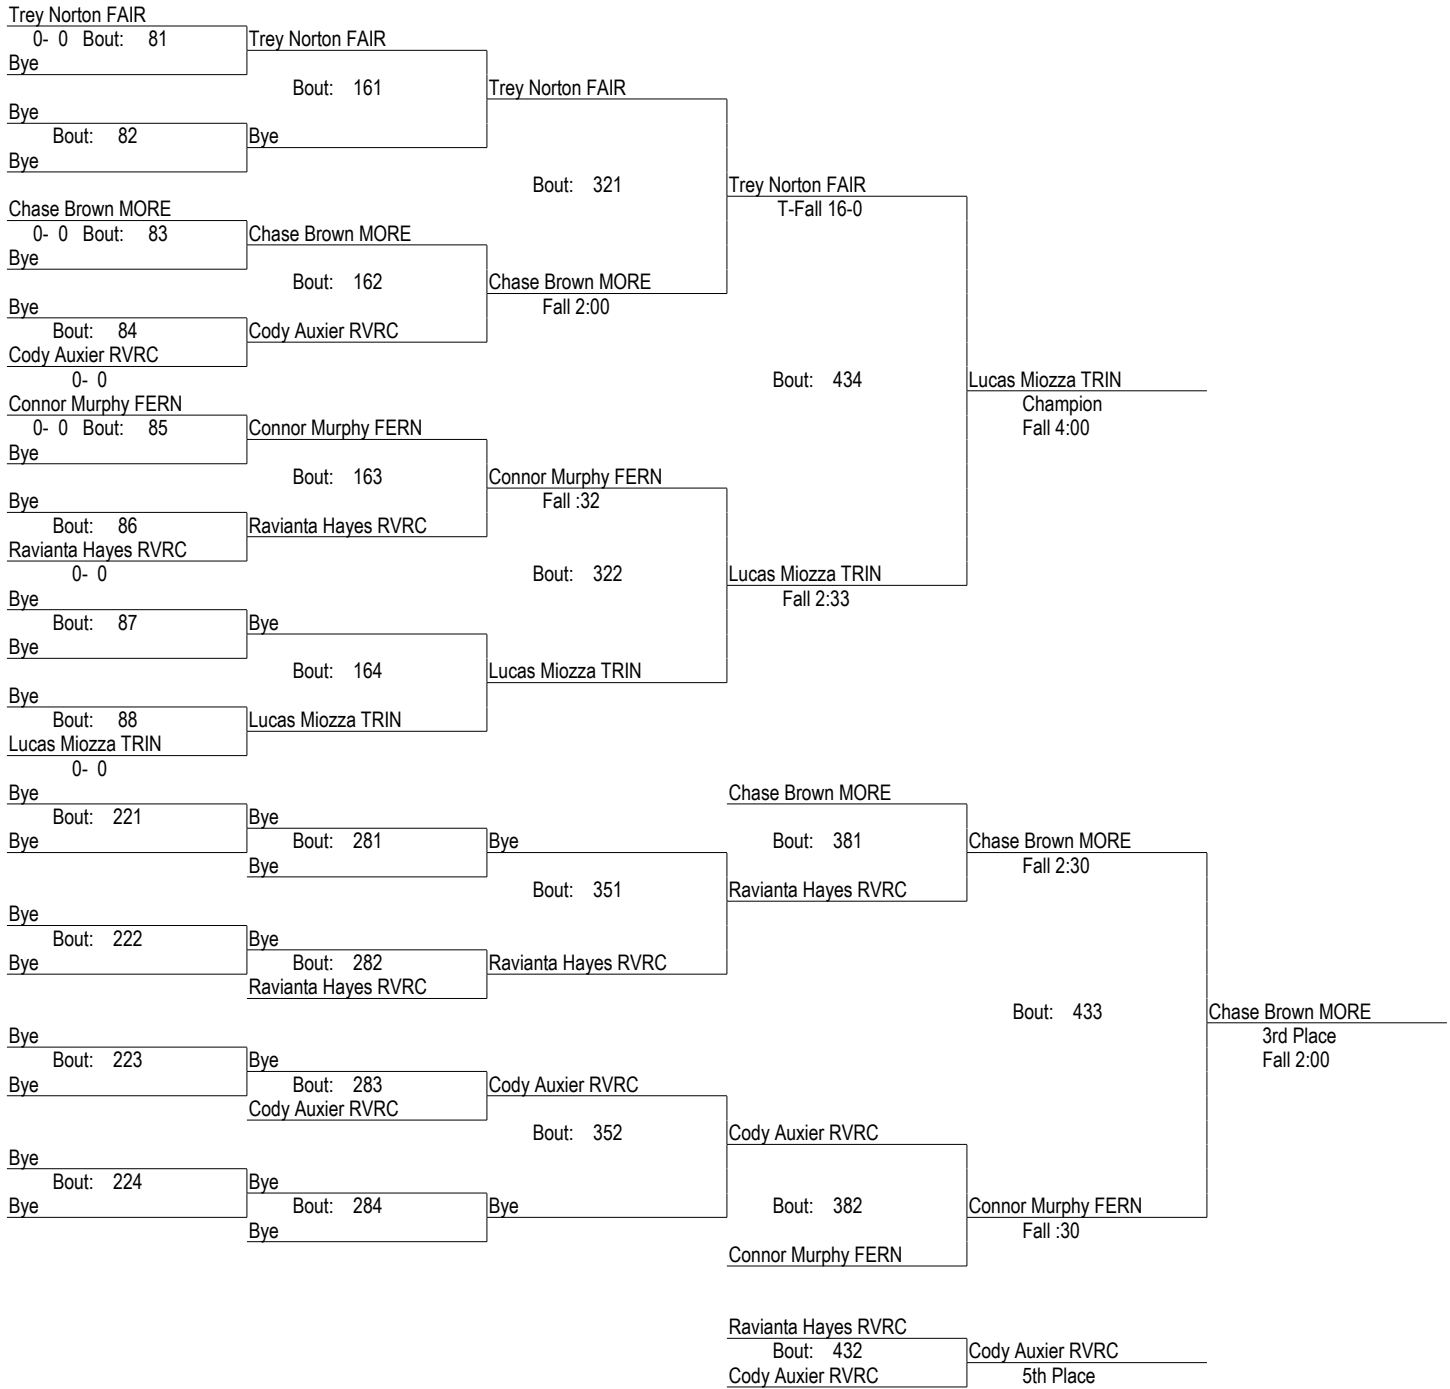 Trey Norton FAIR
0- 0 Bout: 81
Trey Norton FAIR
Bye
Bout: 161
Trey Norton FAIR
Bye
Bout: 82
Bye
Bye
Bout: 321
Trey Norton FAIR
T-Fall 16-0
Chase Brown MORE
0- 0 Bout: 83
Chase Brown MORE
Bye
Bout: 162
Chase Brown MORE
Fall 2:00
Bye
Bout: 84
Cody Auxier RVRC
Cody Auxier RVRC
0- 0
Bout: 434
Lucas Miozza TRIN
Champion
Fall 4:00
Connor Murphy FERN
0- 0 Bout: 85
Connor Murphy FERN
Bye
Bout: 163
Connor Murphy FERN
Fall :32
Bye
Bout: 86
Ravianta Hayes RVRC
Ravianta Hayes RVRC
0- 0
Bout: 322
Lucas Miozza TRIN
Fall 2:33
Bye
Bout: 87
Bye
Bye
Bout: 164
Lucas Miozza TRIN
Bye
Bout: 88
Lucas Miozza TRIN
Lucas Miozza TRIN
0- 0
Bye
Chase Brown MORE
Bout: 221
Bye
Bye
Bout: 281
Bye
Bout: 381
Chase Brown MORE
Fall 2:30
Bye
Bout: 351
Ravianta Hayes RVRC
Bye
Bout: 222
Bye
Bye
Bout: 282
Ravianta Hayes RVRC
Ravianta Hayes RVRC
Bout: 433
Chase Brown MORE
3rd Place
Fall 2:00
Bye
Bout: 223
Bye
Bye
Bout: 283
Cody Auxier RVRC
Cody Auxier RVRC
Bout: 352
Cody Auxier RVRC
Bye
Bout: 224
Bye
Bye
Bout: 284
Bye
Bout: 382
Connor Murphy FERN
Fall :30
Bye
Connor Murphy FERN
Ravianta Hayes RVRC
Bout: 432
Cody Auxier RVRC
Cody Auxier RVRC
5th Place